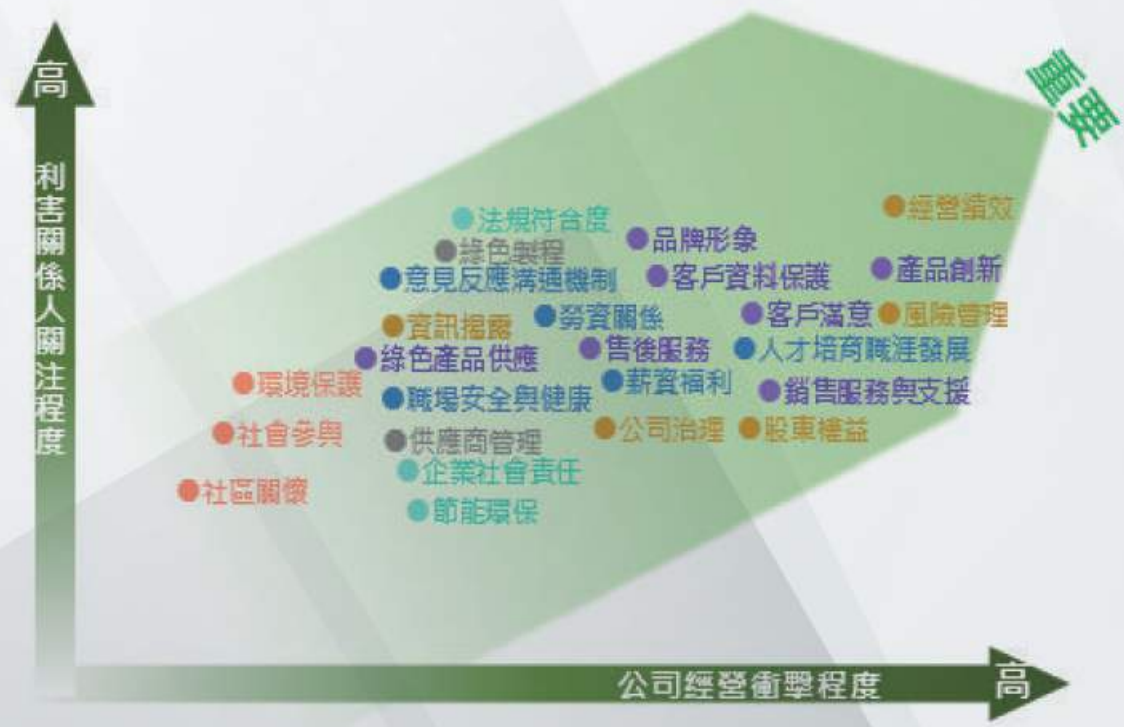 高
利害關係人關注程度
重要
經營績效
法規符合度
品牌形象
綠色製程
產品創新
意見反應溝通機制
客戶資料保護
客戶滿意
風險管理
勞資關係
資訊揭露
售後服務
人才培育職涯發展
綠色產品供應
環境保護
薪資福利
銷售服務與支援
職場安全與健康
公司治理
股東權益
社會參與
供應商管理
企業社會責任
社區關懷
節能環保
公司經營衝擊程度
高